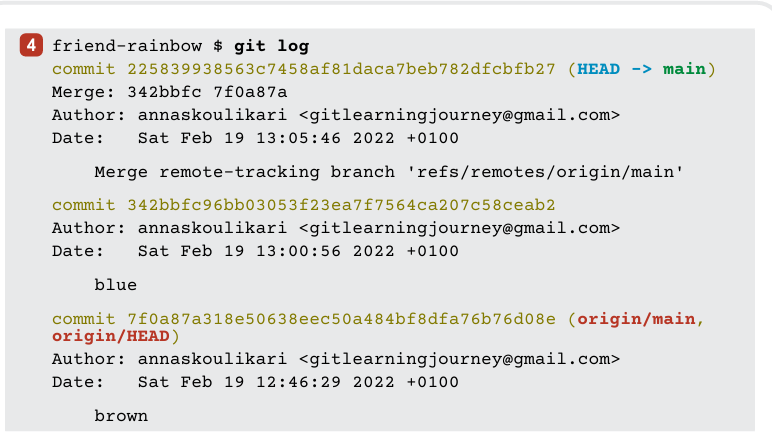 4 friend-rainbow $ git log
commit 225839938563c7458af81daca7beb782dfcbfb27 (HEAD -> main)
Merge: 342bbfc 7f0a87a
Author: annaskoulikari <gitlearningjourney@gmail.com>
Date:   Sat Feb 19 13:05:46 2022 +0100
    Merge remote-tracking branch 'refs/remotes/origin/main'
commit 342bbfc96bb03053f23ea7f7564ca207c58ceab2
Author: annaskoulikari <gitlearningjourney@gmail.com>
Date:   Sat Feb 19 13:00:56 2022 +0100
    blue
commit 7f0a87a318e50638eec50a484bf8dfa76b76d08e (origin/main,
origin/HEAD)
Author: annaskoulikari <gitlearningjourney@gmail.com>
Date:   Sat Feb 19 12:46:29 2022 +0100
    brown